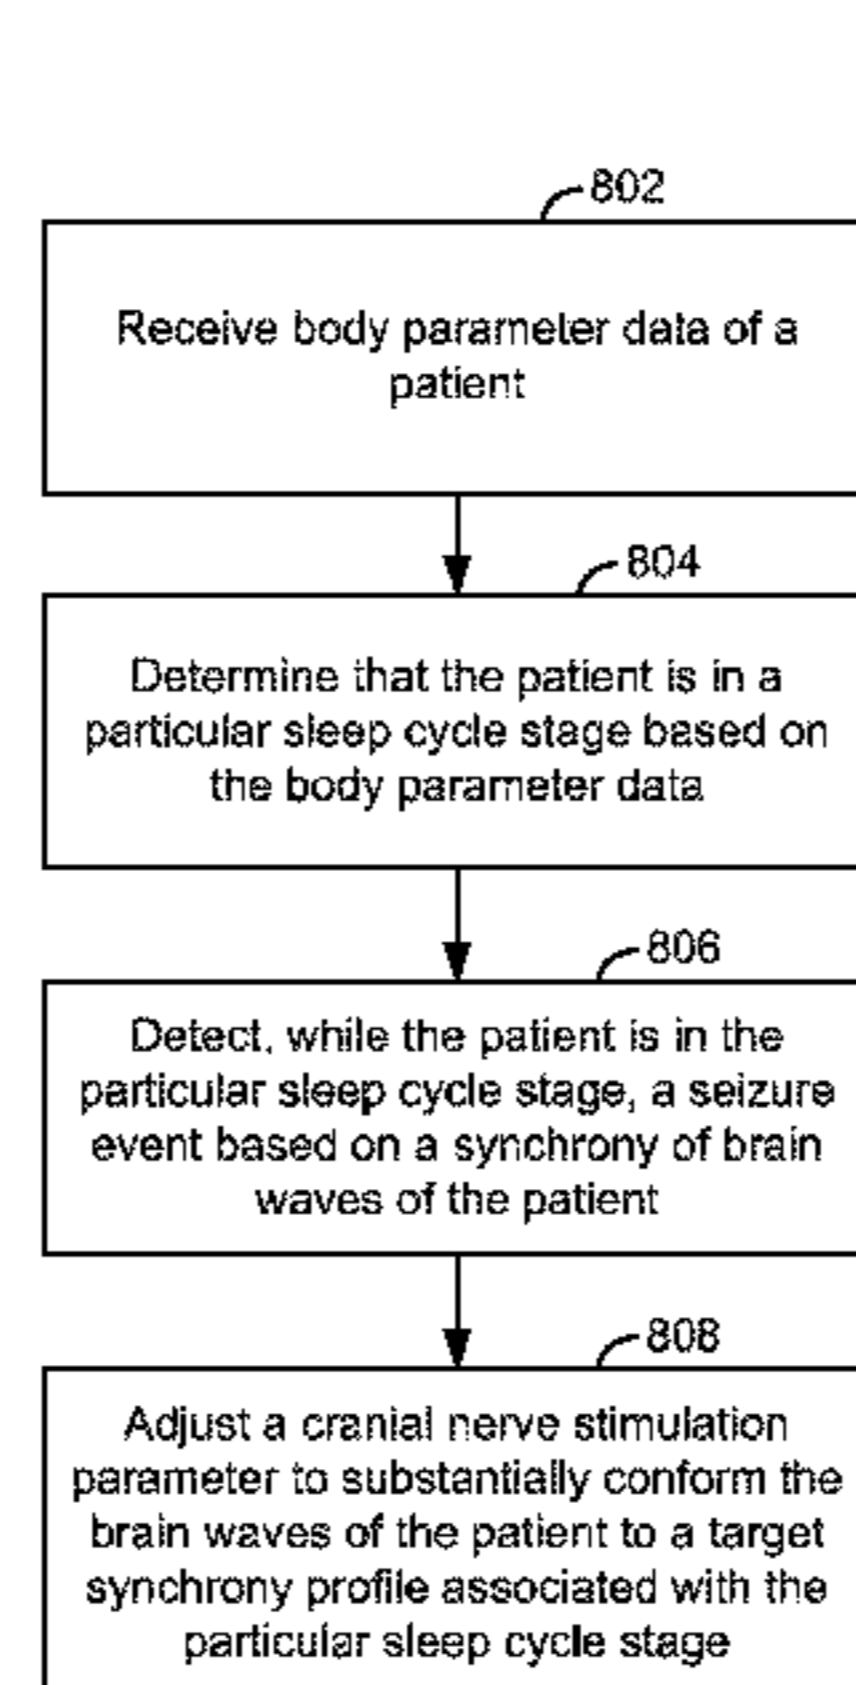 802
Receive body parameter data of a
patient
804
Determine that the patient is in a
particular sleep cycle stage based on
the body parameter data
806
Detect, while the patient is in the
particular sleep cycle stage, a seizure
event based on a synchrony of brain
waves of the patient
808
Adjust a cranial nerve stimulation
parameter to substantially conform the
brain waves of the patient to a target
synchrony profile associated with the
particular sleep cycle stage